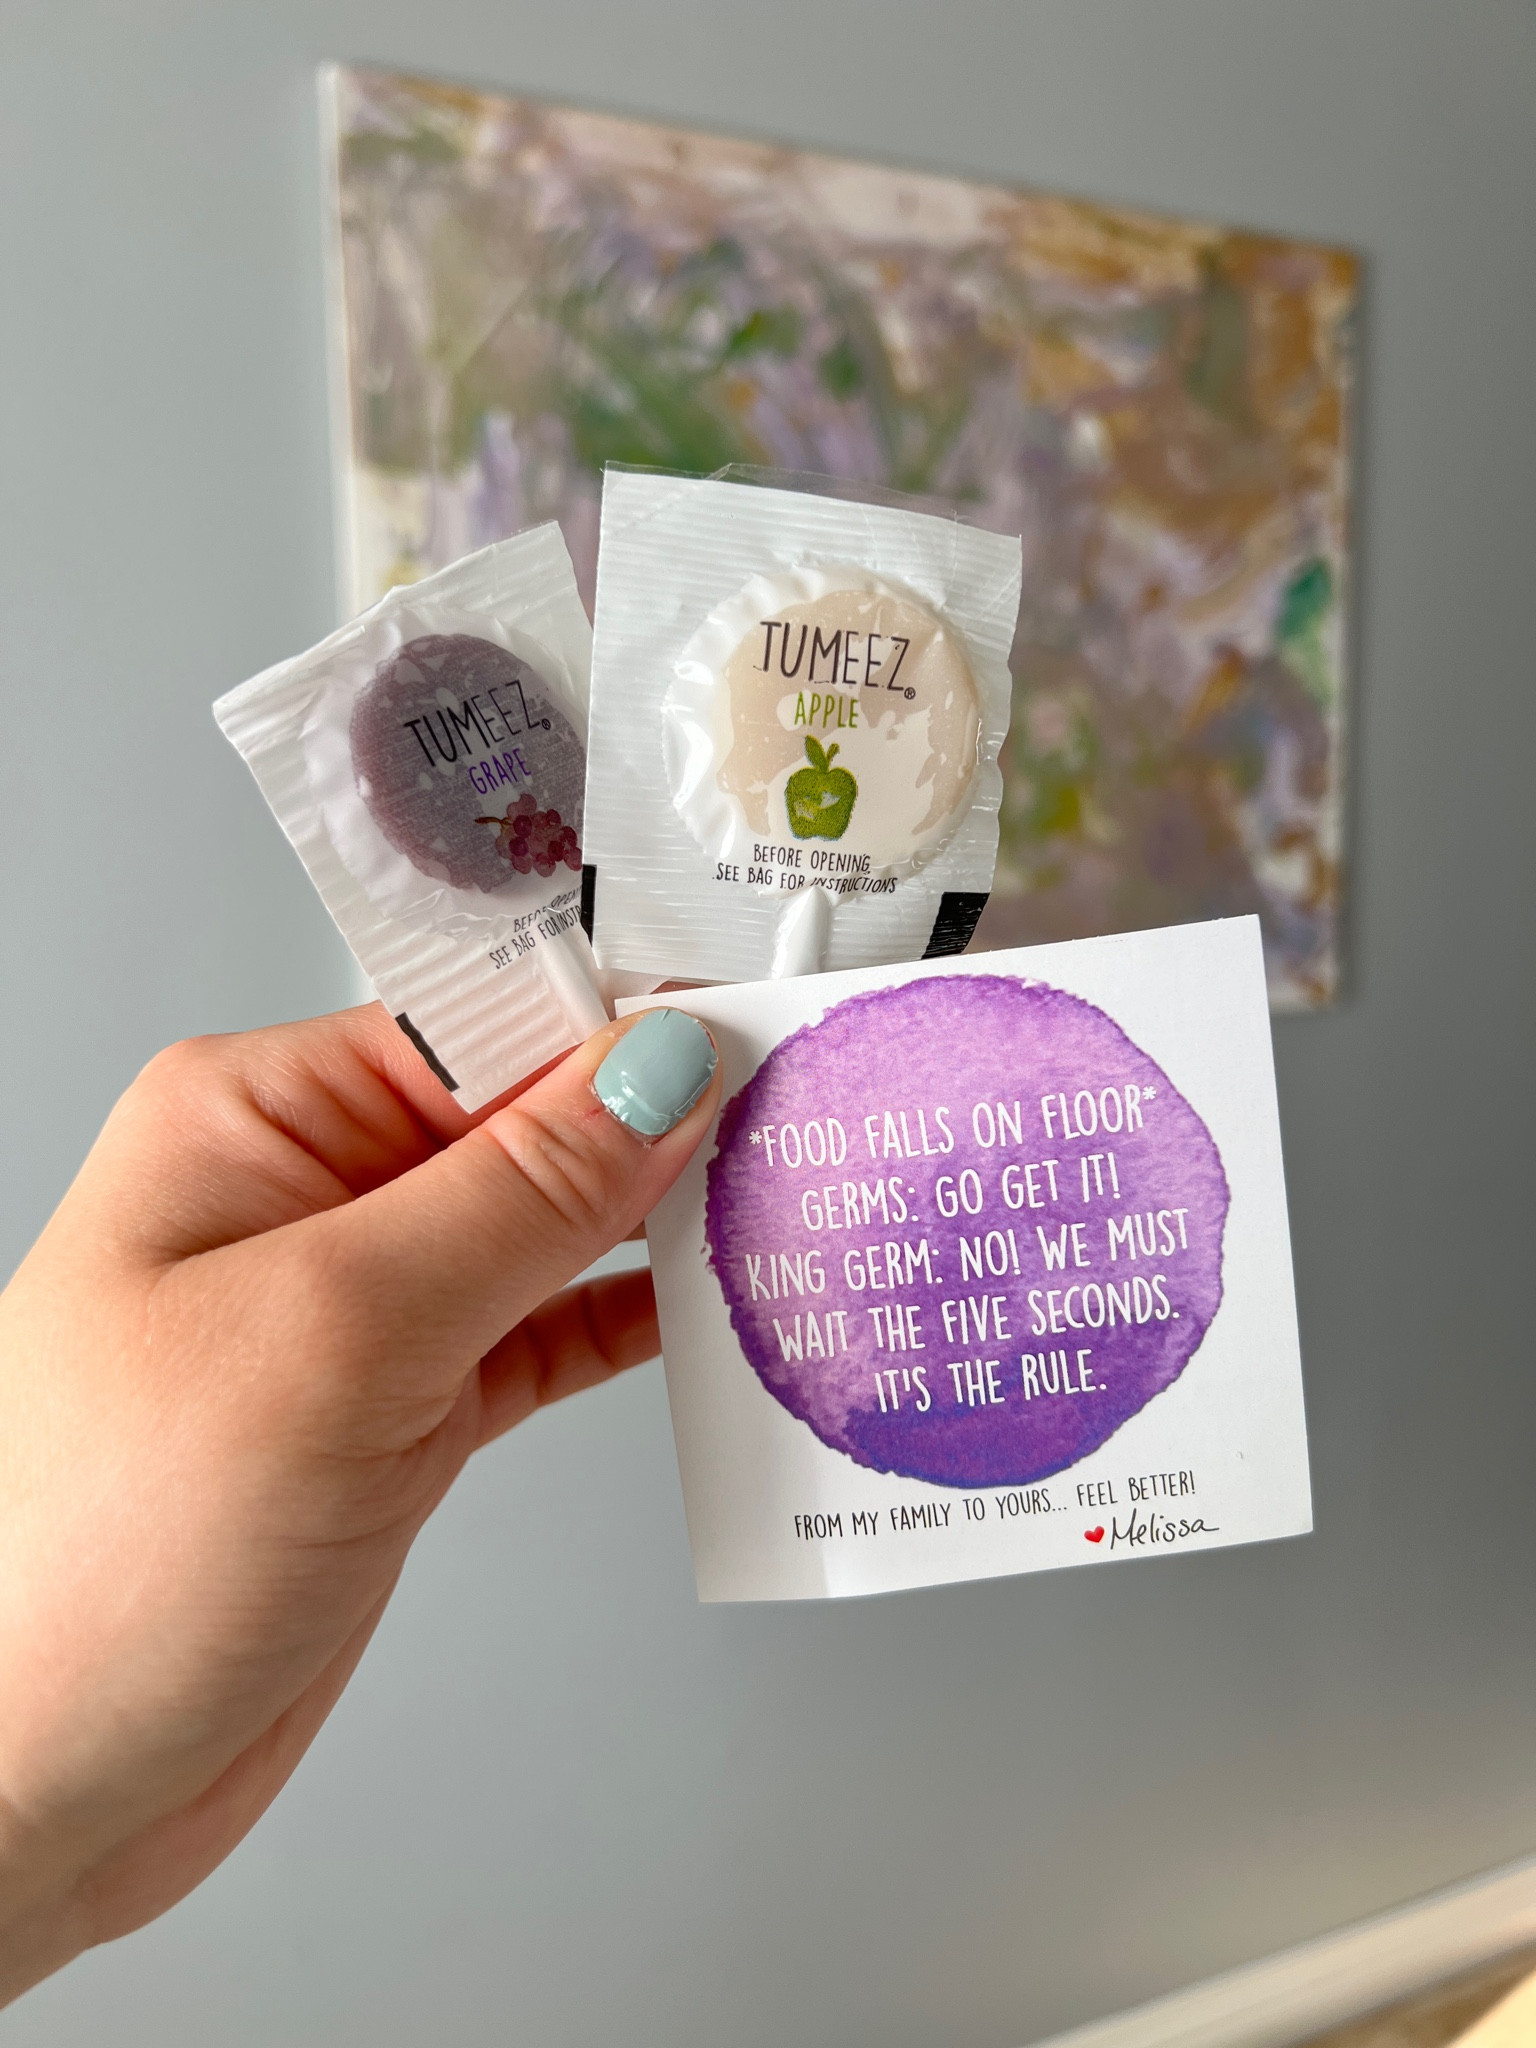 TUMEEZ®
GRAPE
SEE BAG FOR
TUMEEZ®
APPLE
BEFORE OPENING,
SEE BAG FOR INSTRUCTIONS
*FOOD FALLS ON FLOOR*
GERMS: GO GET IT!
KING GERM: NO! WE MUST
WAIT THE FIVE SECONDS.
IT'S THE RULE.
FROM MY FAMILY TO YOURS... FEEL BETTER!
❤Melissa